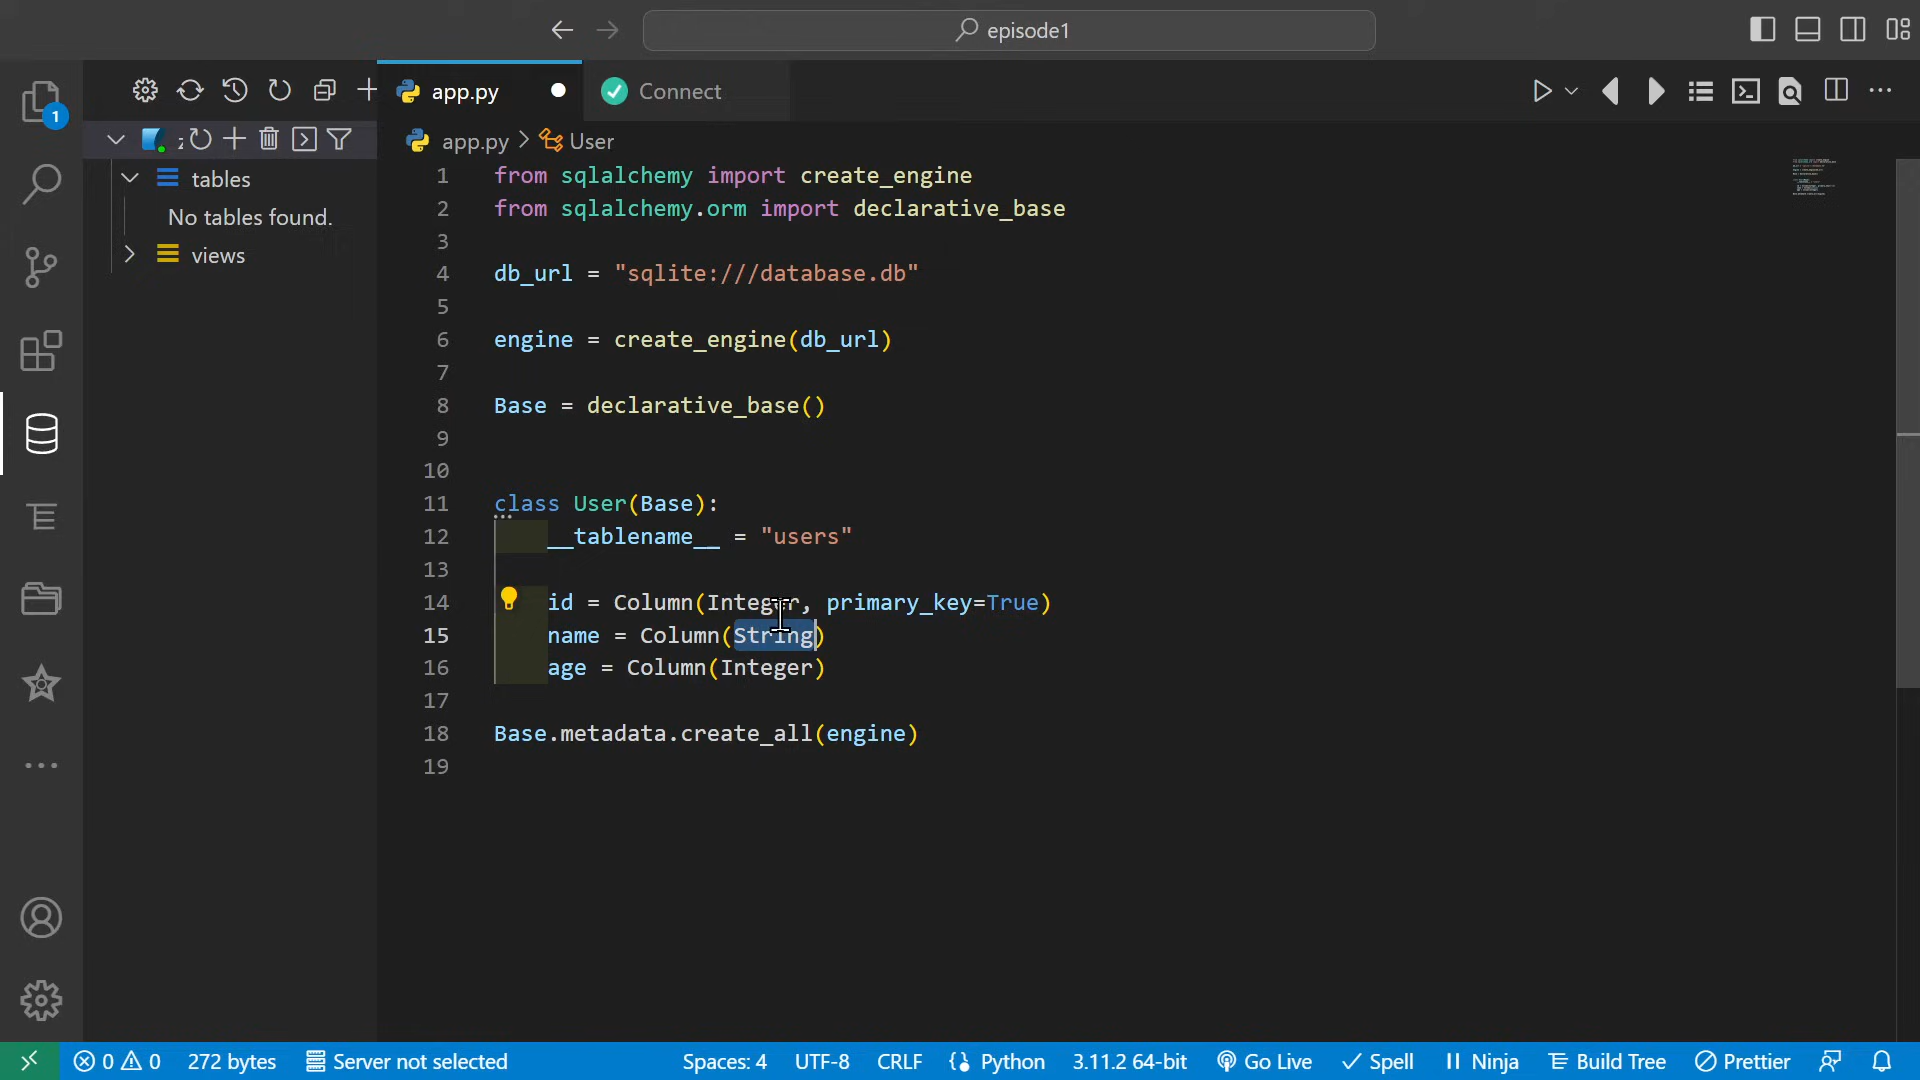 episode1
app.py
Connect
tables
No tables found.
views
app.py > User
1 from sqlalchemy import create_engine
2 from sqlalchemy.orm import declarative_base
3
4 db_url = "sqlite:///database.db"
5
6 engine = create_engine(db_url)
7
8 Base = declarative_base()
9
10
11 class User(Base):
12 __tablename__ = "users"
13
14 id = Column(Integer, primary_key=True)
15 name = Column(String)
16 age = Column(Integer)
17
18 Base.metadata.create_all(engine)
19
1
0 0 272 bytes Server not selected Spaces: 4 UTF-8 CRLF {} Python 3.11.2 64-bit Go Live Spell Ninja Build Tree Prettier